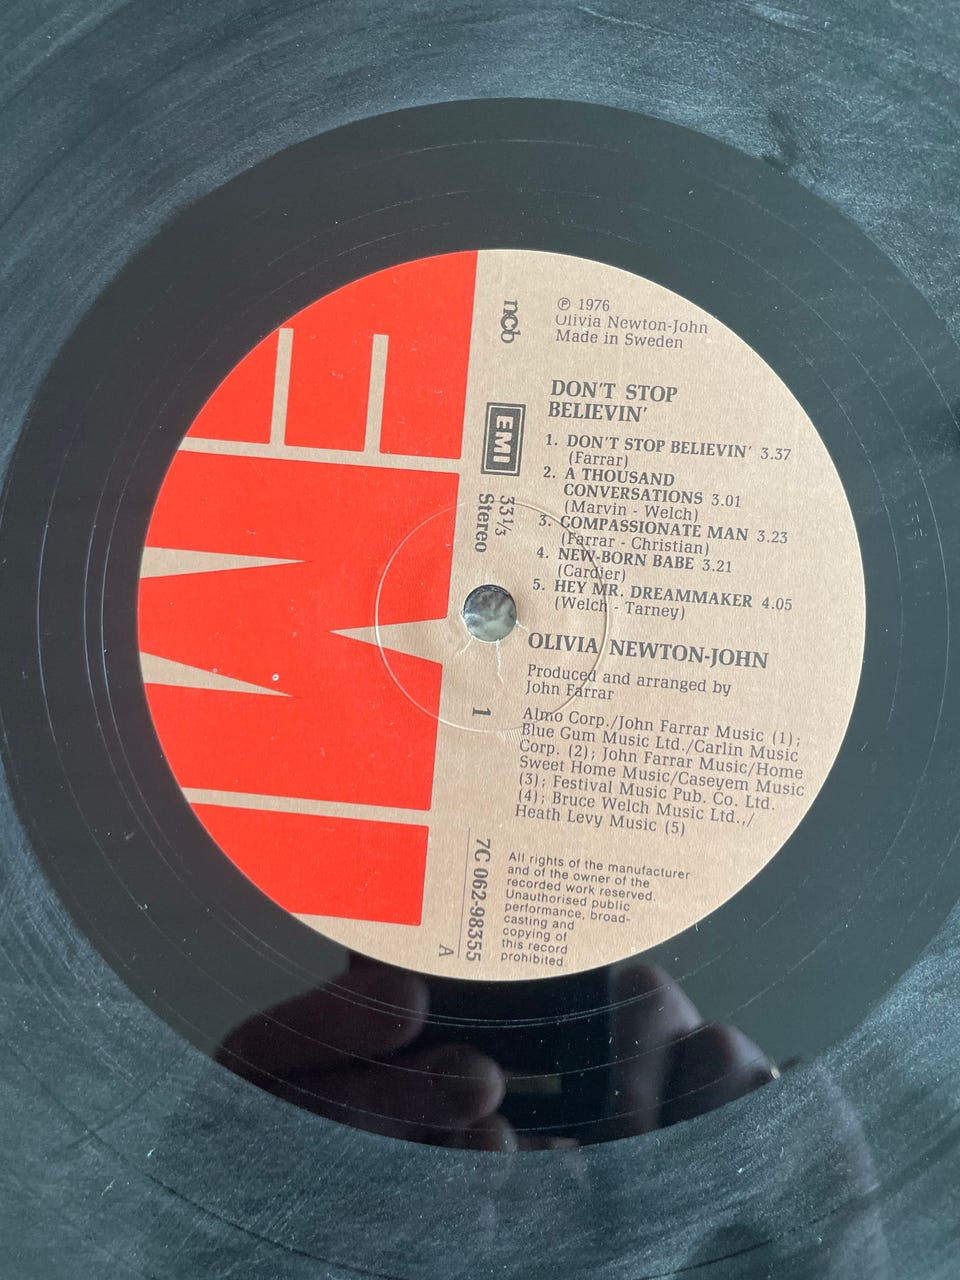 ncb
EMI
33 1/3
Stereo
1
7C 062-98355
A
EMI
℗ 1976
Olivia Newton-John
Made in Sweden
DON'T STOP
BELIEVIN'
1. DON'T STOP BELIEVIN' 3.37
(Farrar)
2. A THOUSAND
CONVERSATIONS 3.01
(Marvin - Welch)
3. COMPASSIONATE MAN 3.23
(Farrar - Christian)
4. NEW-BORN BABE 3.21
(Cardier)
5. HEY MR. DREAMMAKER 4.05
(Welch - Tarney)
OLIVIA NEWTON-JOHN
Produced and arranged by
John Farrar
Almo Corp./John Farrar Music (1);
Blue Gum Music Ltd./Carlin Music
Corp. (2); John Farrar Music/Home
Sweet Home Music/Caseyem Music
(3); Festival Music Pub. Co. Ltd.
(4); Bruce Welch Music Ltd.,/
Heath Levy Music (5)
All rights of the manufacturer
and of the owner of the
recorded work reserved.
Unauthorised public
performance, broad-
casting and
copying of
this record
prohibited.